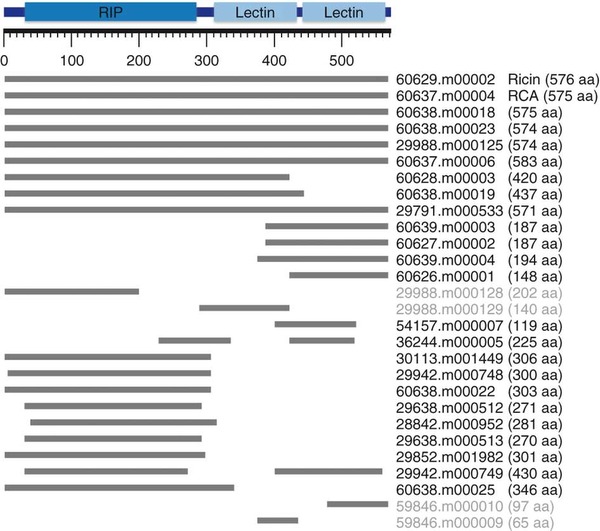 RIP Lectin Lectin
0 100 200 300 400 500
60629.m00002 Ricin (576 aa)
60637.m00004 RCA (575 aa)
60638.m00018 (575 aa)
60638.m00023 (574 aa)
29988.m000125 (574 aa)
60637.m00006 (583 aa)
60628.m00003 (420 aa)
60638.m00019 (437 aa)
29791.m000533 (571 aa)
60639.m00003 (187 aa)
60627.m00002 (187 aa)
60639.m00004 (194 aa)
60626.m00001 (148 aa)
29988.m000128 (202 aa)
29988.m000129 (140 aa)
54157.m000007 (119 aa)
36244.m000005 (225 aa)
30113.m001449 (306 aa)
29942.m000748 (300 aa)
60638.m00022 (303 aa)
29638.m000512 (271 aa)
28842.m000952 (281 aa)
29638.m000513 (270 aa)
29852.m001982 (301 aa)
29942.m000749 (430 aa)
60638.m00025 (346 aa)
59846.m000010 (97 aa)
59846.m000009 (65 aa)